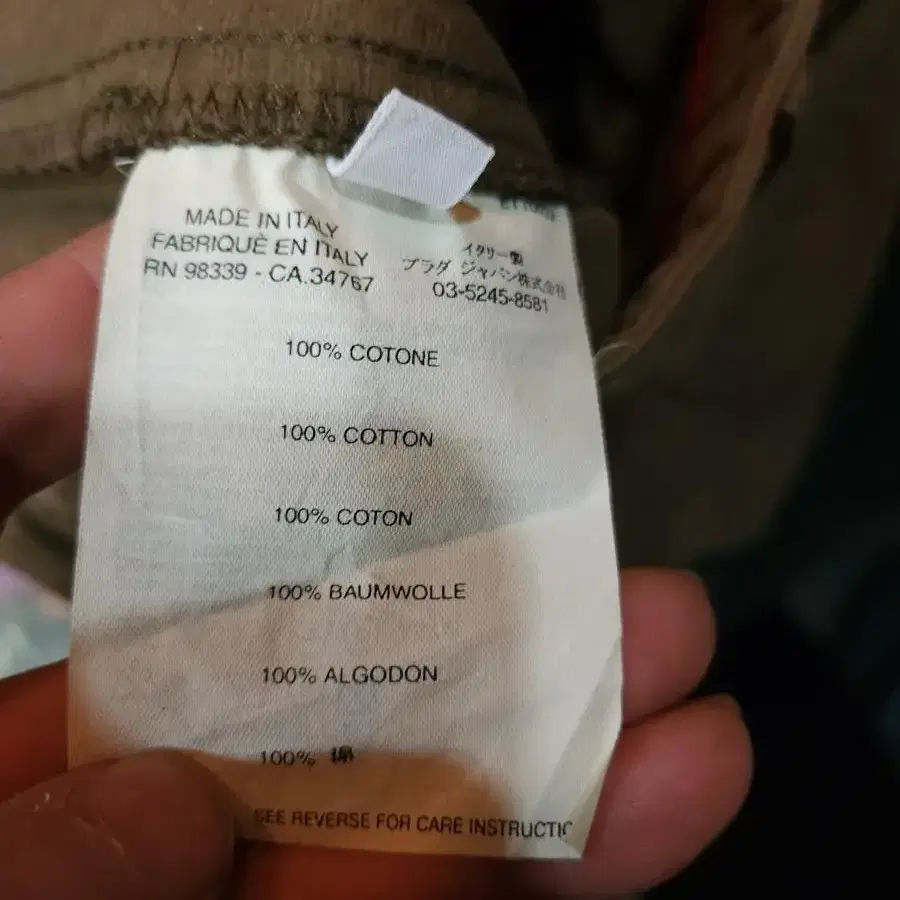 MADE IN ITALY
FABRIQUÉ EN ITALY
RN 98339 - CA.34767
イタリー製
プラダ ジャパン株式会社
03-5245-8581
100% COTONE
100% COTTON
100% COTON
100% BAUMWOLLE
100% ALGODON
100% 綿
SEE REVERSE FOR CARE